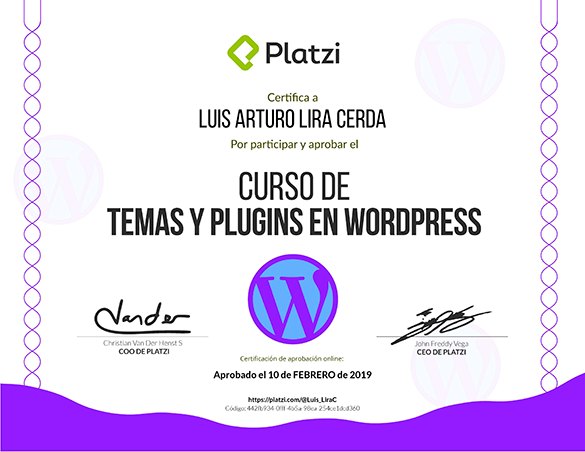 Platzi
Certifica a
LUIS ARTURO LIRA CERDA
Por participar y aprobar el
CURSO DE
TEMAS Y PLUGINS EN WORDPRESS
Vander
Christian Van Der Henst S
COO DE PLATZI
John Freddy Vega
CEO DE PLATZI
Certificación de aprobación online:
Aprobado el 10 de FEBRERO de 2019
https://platzi.com/@Luis_LiraC
Código: